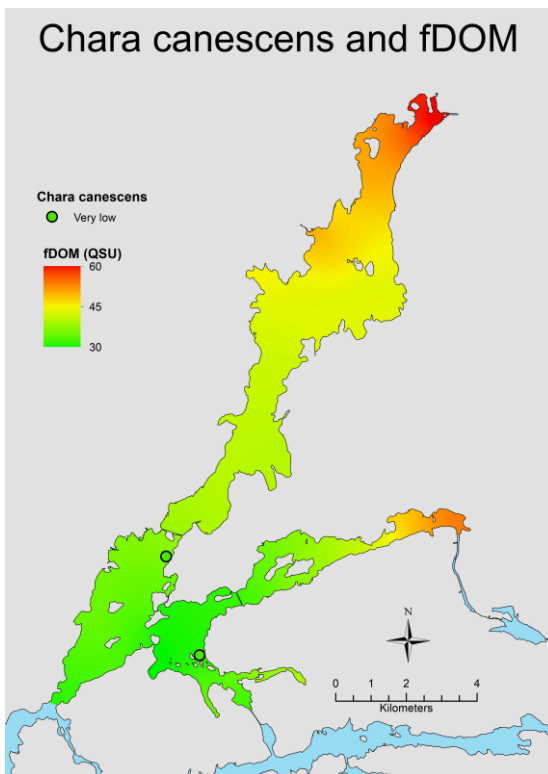 Chara canescens and fDOM
Chara canescens
Very low
fDOM (QSU)
60
45
30
N
0 1 2 4
Kilometers